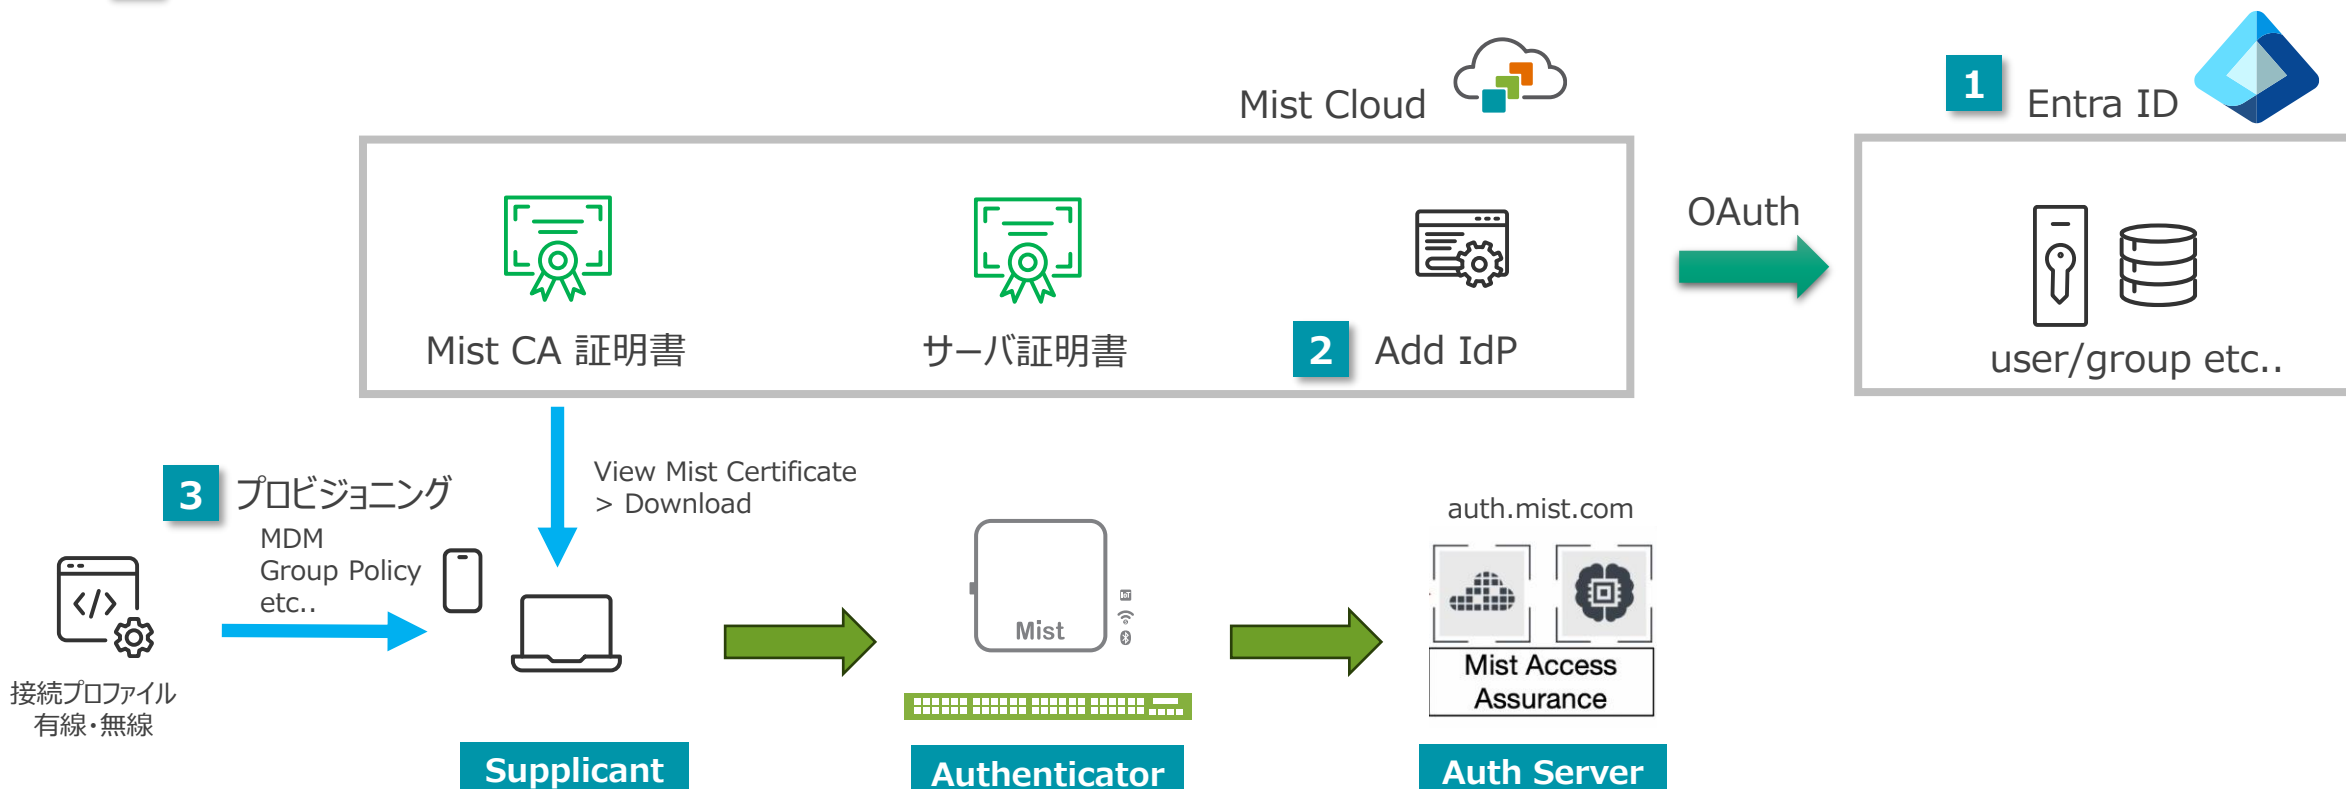 Mist Cloud
1
Entra ID
OAuth
Mist CA 証明書
サーバ証明書
2
Add IdP
user/group etc..
View Mist Certificate
> Download
3
プロビジョニング
MDM
Group Policy
etc..
接続プロファイル
有線・無線
Mist
auth.mist.com
Mist Access
Assurance
Supplicant
Authenticator
Auth Server